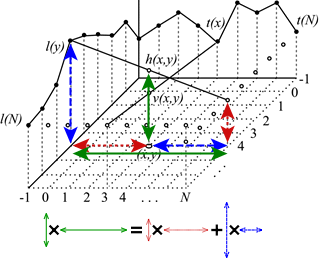 t(x)
t(N)
l(y)
h(x,y)
v(x,y)
l(N)
(x,y)
-1
0
1
2
3
4
-1 0 1 2 3 4 ... N
× = × + ×